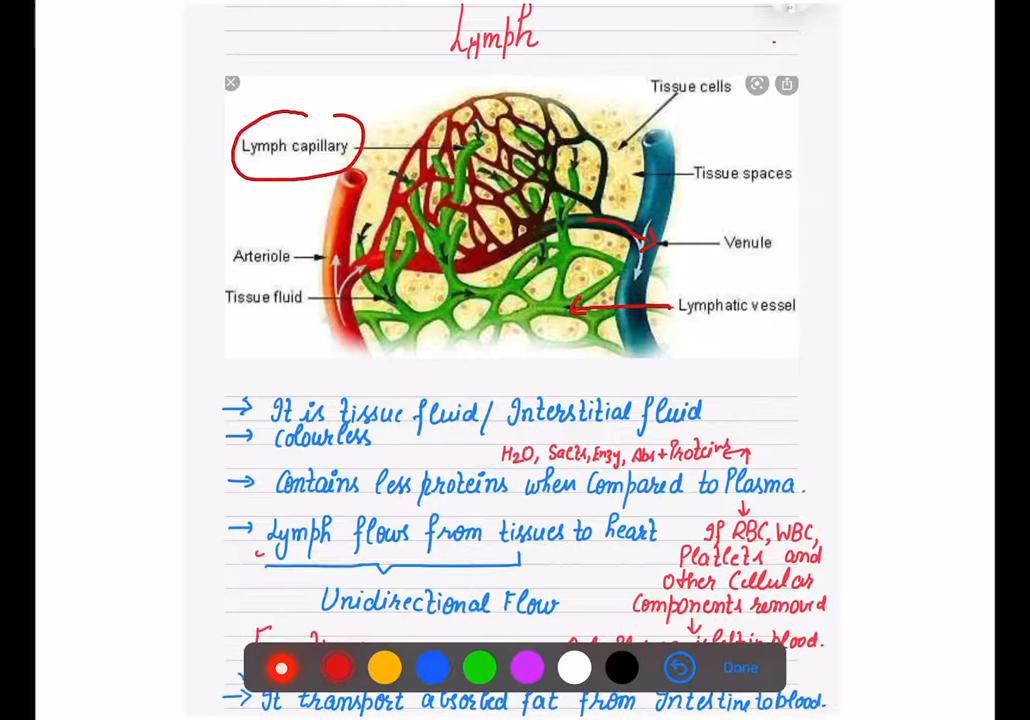 Lymph
Tissue cells
Lymph capillary
Tissue spaces
Arteriole
Venule
Tissue fluid
Lymphatic vessel
→ It is tissue fluid/ Interstitial fluid
→ Colourless
H2O, Salts, Enzy, Abs + Proteins
→ Contains less proteins when Compared to Plasma.
→ Lymph flows from tissues to heart
If RBC, WBC,
Platlets and
other Cellular
Components removed
Unidirectional Flow
blood.
Done
→ It transport absorbed fat from Intestine to blood.